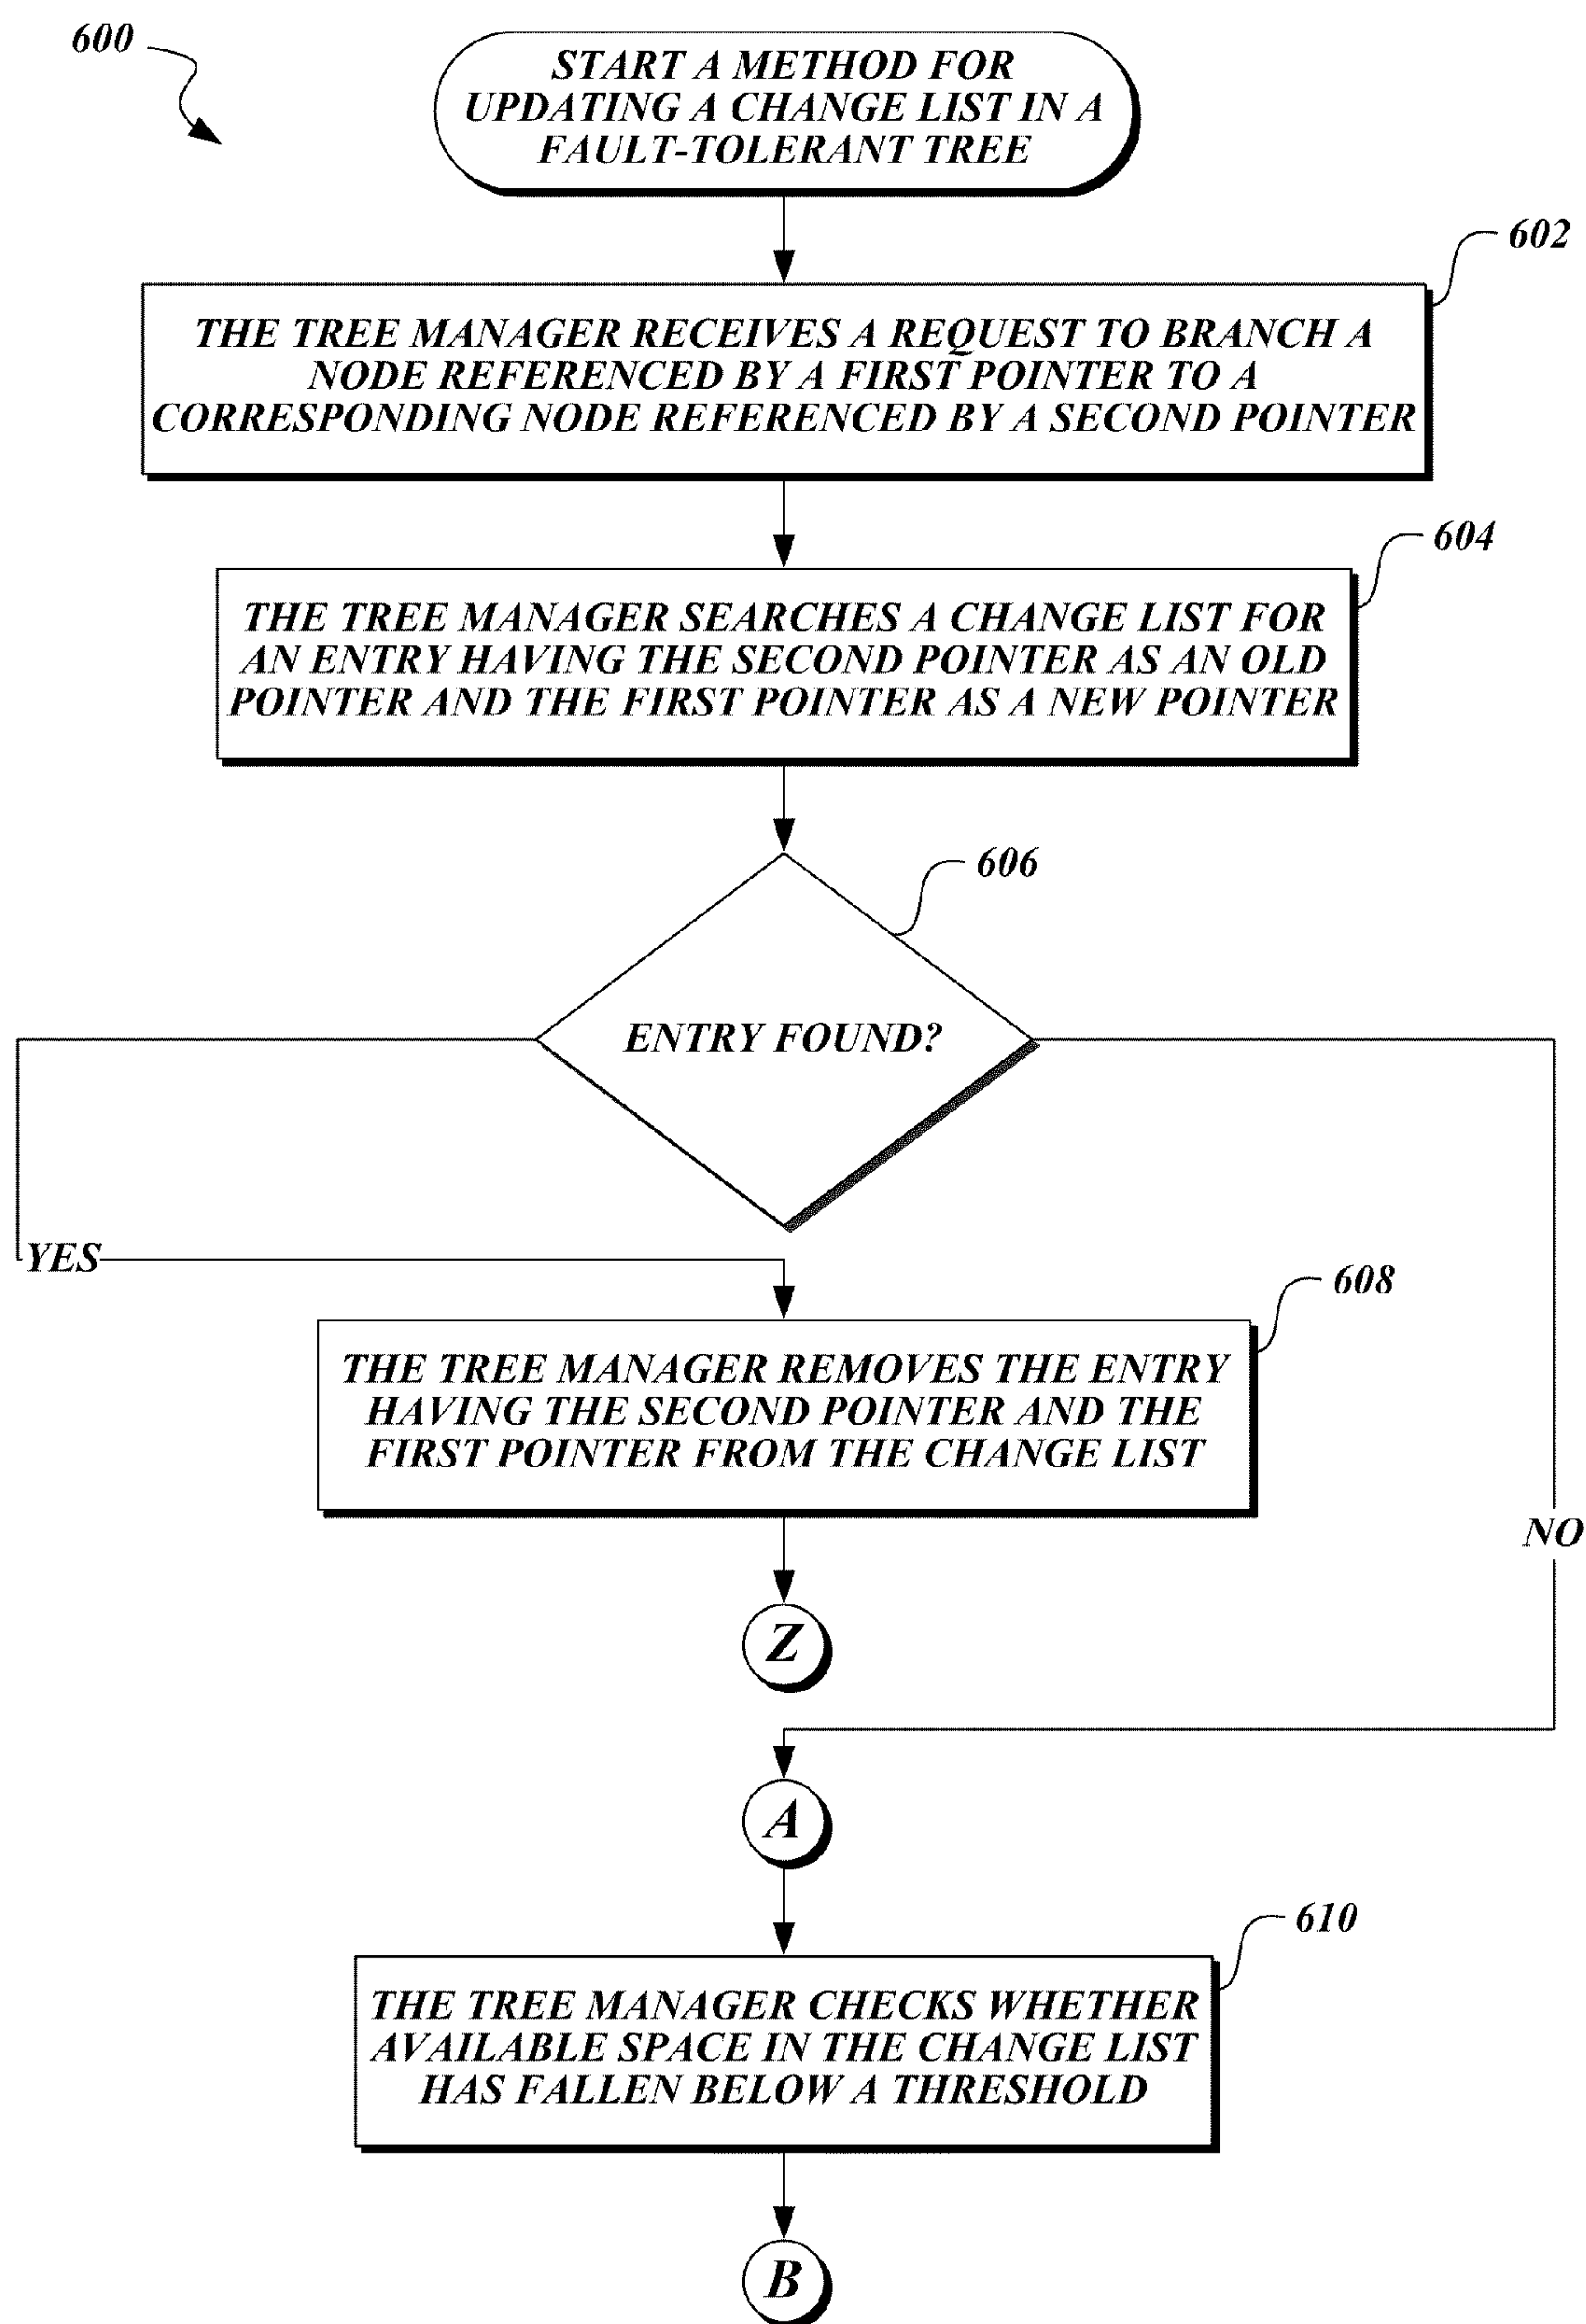 600
START A METHOD FOR
UPDATING A CHANGE LIST IN A
FAULT-TOLERANT TREE
602
THE TREE MANAGER RECEIVES A REQUEST TO BRANCH A
NODE REFERENCED BY A FIRST POINTER TO A
CORRESPONDING NODE REFERENCED BY A SECOND POINTER
604
THE TREE MANAGER SEARCHES A CHANGE LIST FOR
AN ENTRY HAVING THE SECOND POINTER AS AN OLD
POINTER AND THE FIRST POINTER AS A NEW POINTER
606
ENTRY FOUND?
YES
608
THE TREE MANAGER REMOVES THE ENTRY
HAVING THE SECOND POINTER AND THE
FIRST POINTER FROM THE CHANGE LIST
NO
Z
A
610
THE TREE MANAGER CHECKS WHETHER
AVAILABLE SPACE IN THE CHANGE LIST
HAS FALLEN BELOW A THRESHOLD
B